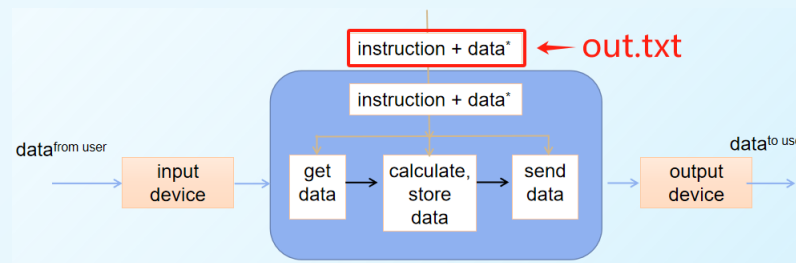 instruction + data* ← out.txt
instruction + data*
data from user
input
device
get
data
calculate,
store
data
send
data
output
device
data to use